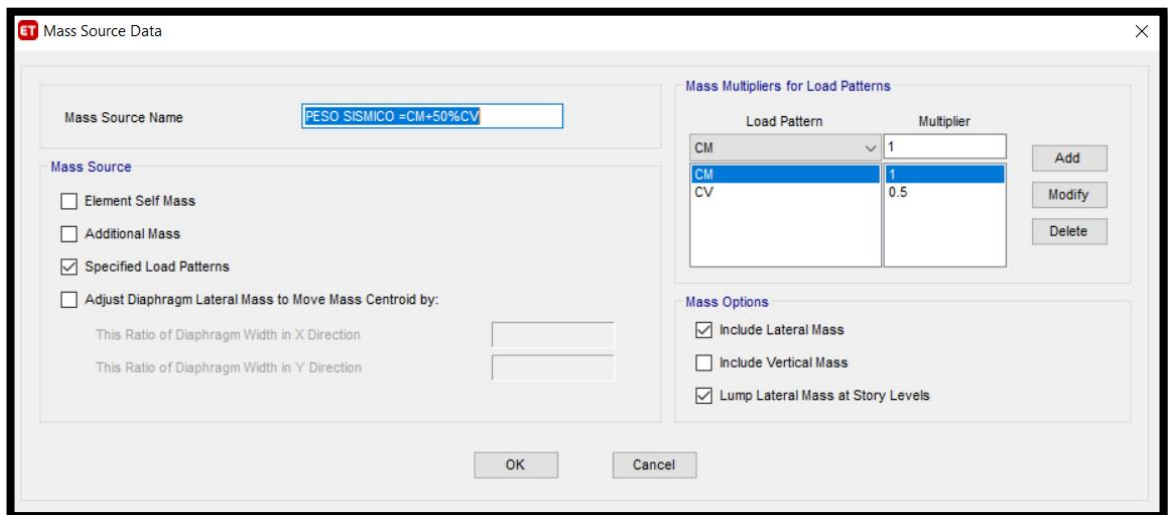 ET Mass Source Data
Mass Source Name
PESO SISMICO =CM+50%CV
Mass Source
Element Self Mass
Additional Mass
Specified Load Patterns
Adjust Diaphragm Lateral Mass to Move Mass Centroid by:
This Ratio of Diaphragm Width in X Direction
This Ratio of Diaphragm Width in Y Direction
Mass Multipliers for Load Patterns
Load Pattern Multiplier
CM 1
CM 1
CV 0.5
Add
Modify
Delete
Mass Options
Include Lateral Mass
Include Vertical Mass
Lump Lateral Mass at Story Levels
OK Cancel